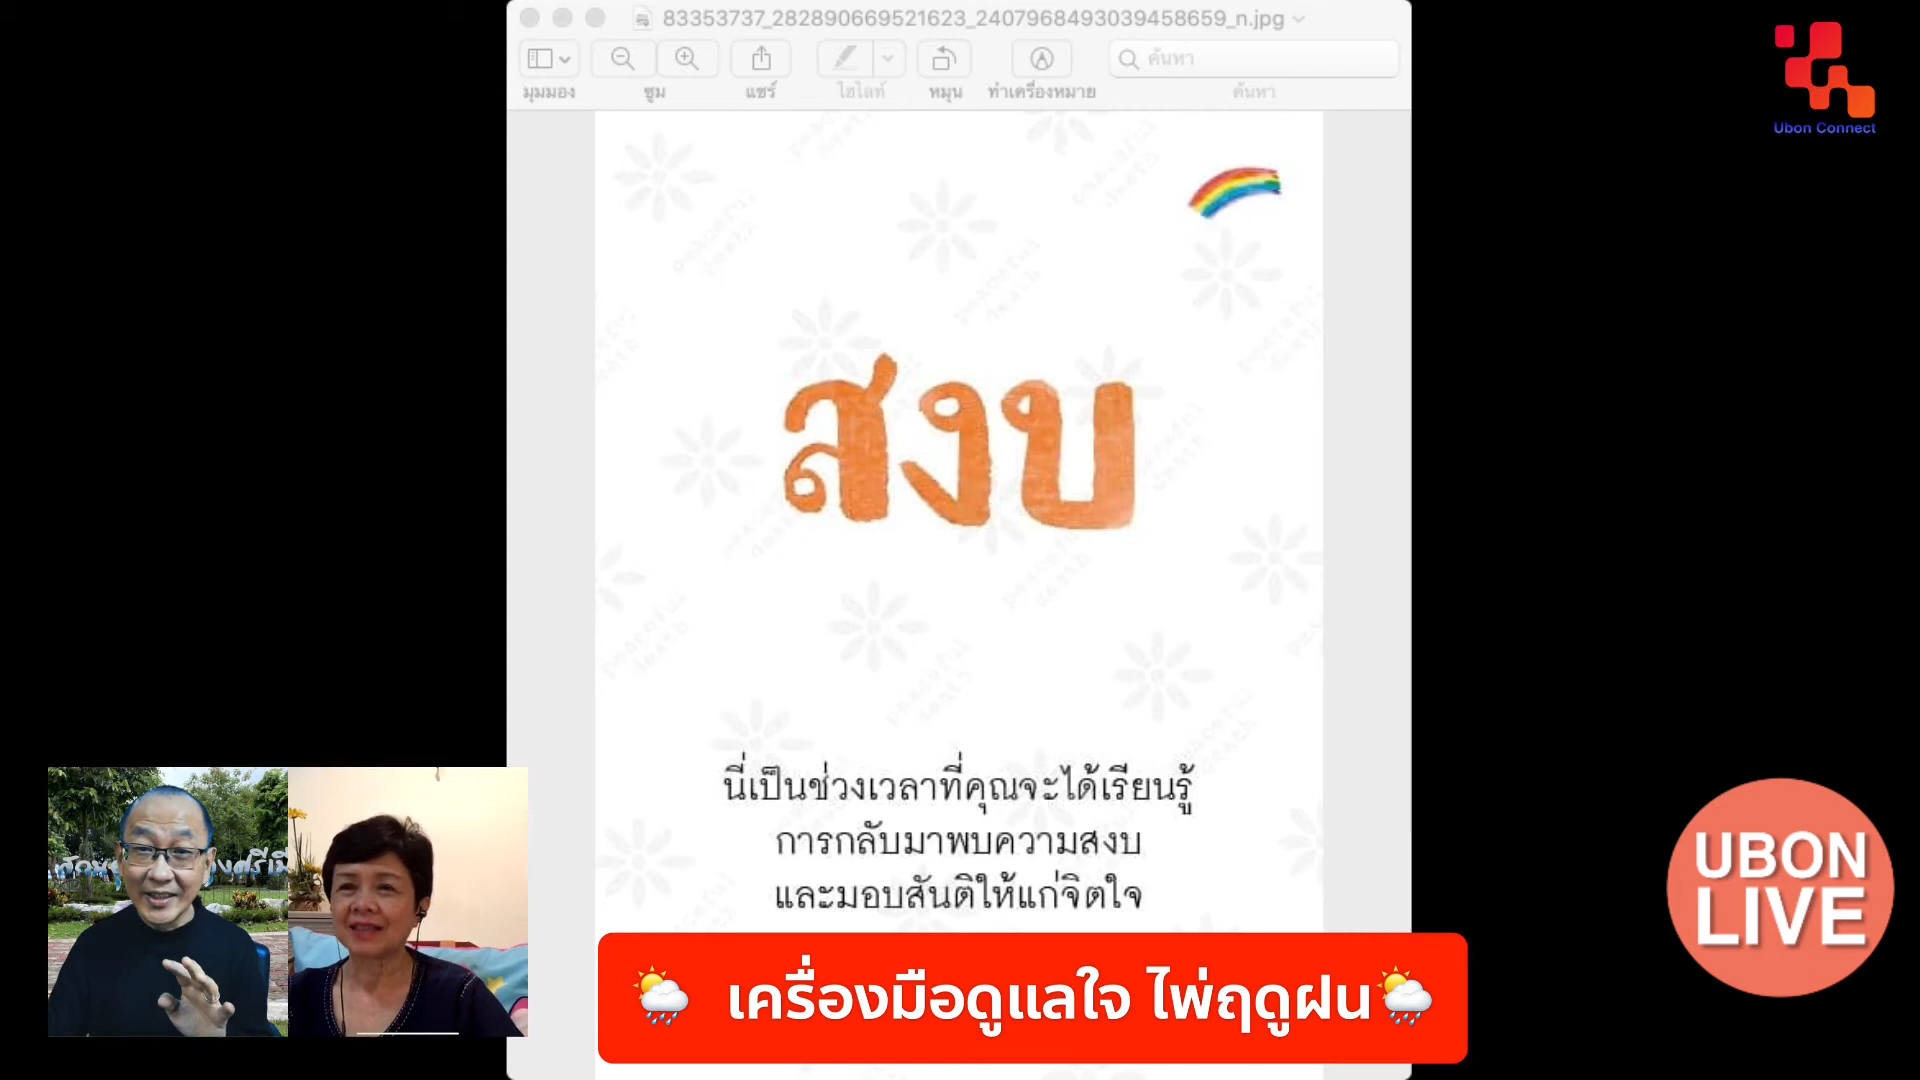 83353737_282890669521623_2407968493039458659_n.jpg
ค้นหา
มุมมอง
ซูม
แชร์
ไฮไลท์
หมุน
ทำเครื่องหมาย
ค้นหา
Ubon Connect
สงบ
peaceful death
นี่เป็นช่วงเวลาที่คุณจะได้เรียนรู้
การกลับมาพบความสงบ
และมอบสันติให้แก่จิตใจ
เครื่องมือดูแลใจ ไพ่ฤดูฝน
UBON
LIVE